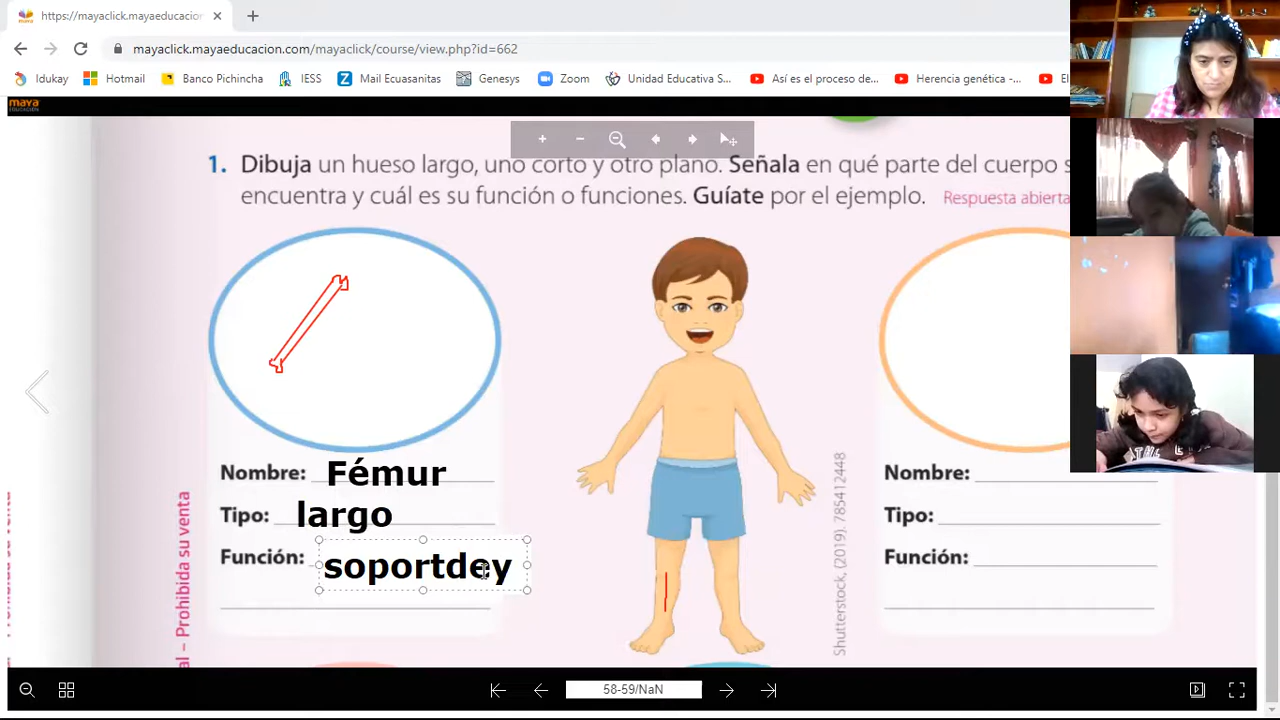 https://mayaclick.mayaeducacion
mayaclick.mayaeducacion.com/mayaclick/course/view.php?id=662
Idukay
Hotmail
Banco Pichincha
IESS
Mail Ecuasanitas
Genesys
Zoom
Unidad Educativa S...
Así es el proceso de...
Herencia genética -...
El
maya
1. Dibuja un hueso largo, uno corto y otro plano. Señala en qué parte del cuerpo s
encuentra y cuál es su función o funciones. Guíate por el ejemplo. Respuesta abierta
Nombre: Fémur
Tipo: largo
Función: soportdey
Nombre:
Tipo:
Función:
al – Prohibida su venta
Shutterstock, (2019). 785412448
58-59/NaN